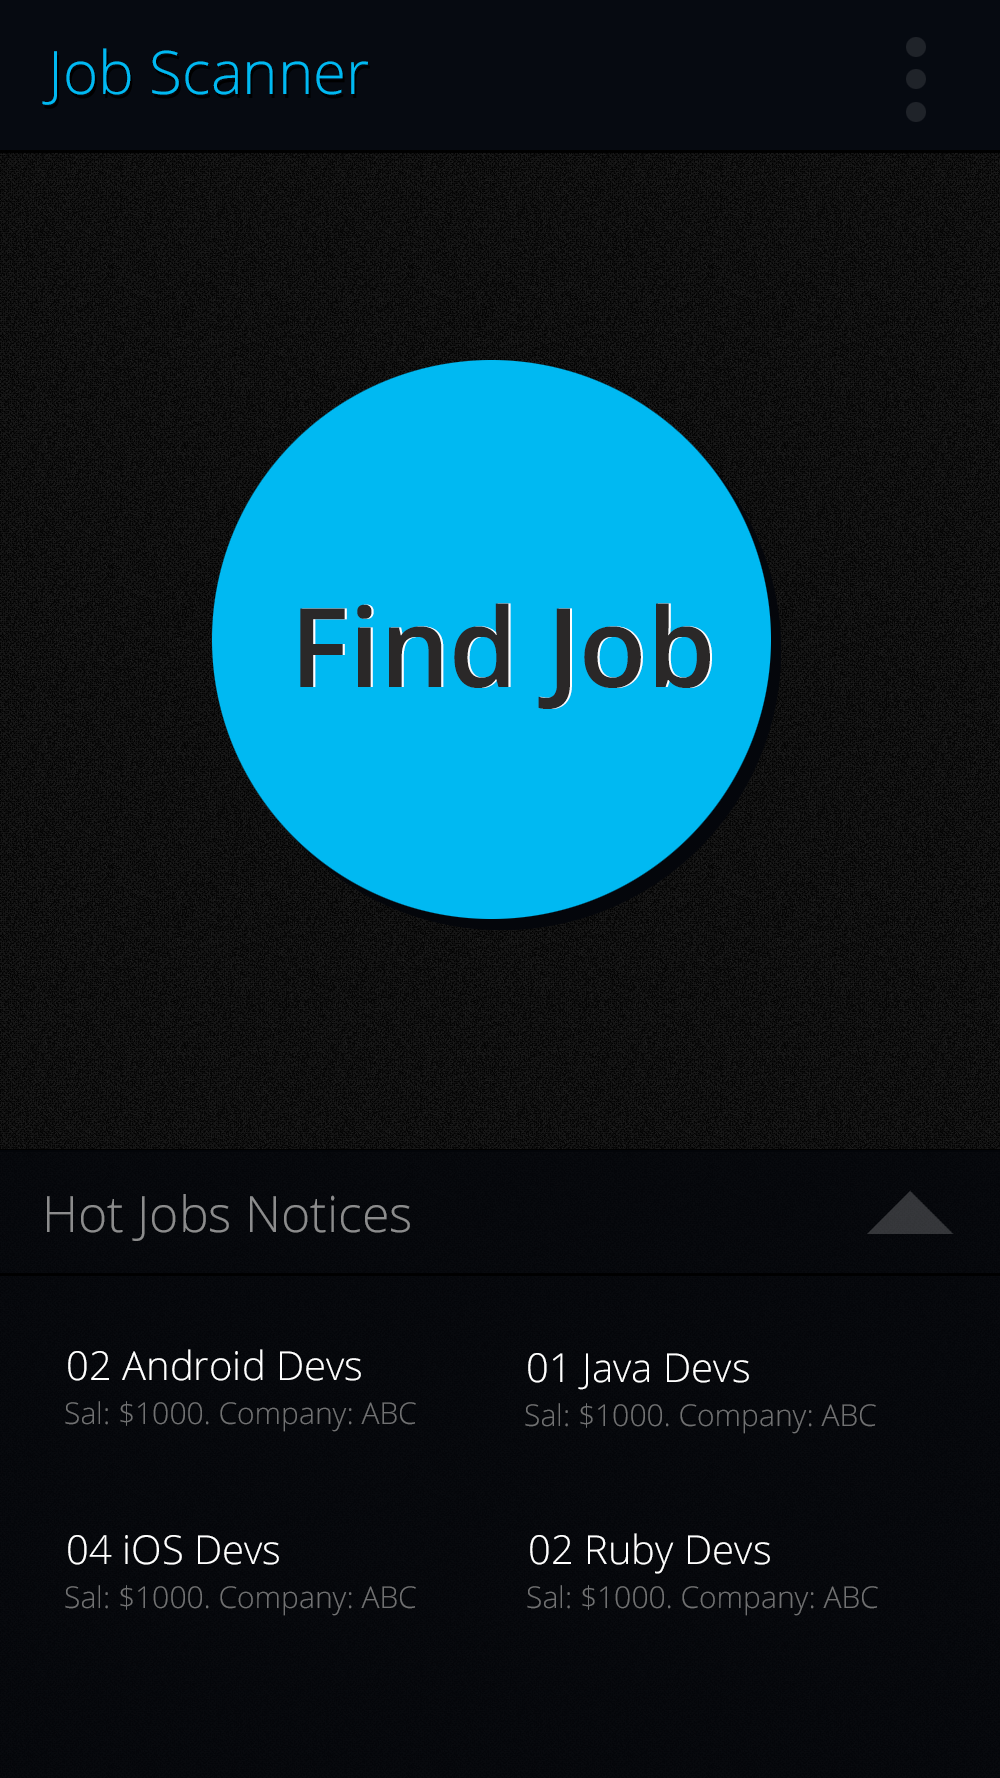 Job Scanner
Find Job
Hot Jobs Notices
02 Android Devs
Sal: $1000. Company: ABC
01 Java Devs
Sal: $1000. Company: ABC
04 iOS Devs
Sal: $1000. Company: ABC
02 Ruby Devs
Sal: $1000. Company: ABC